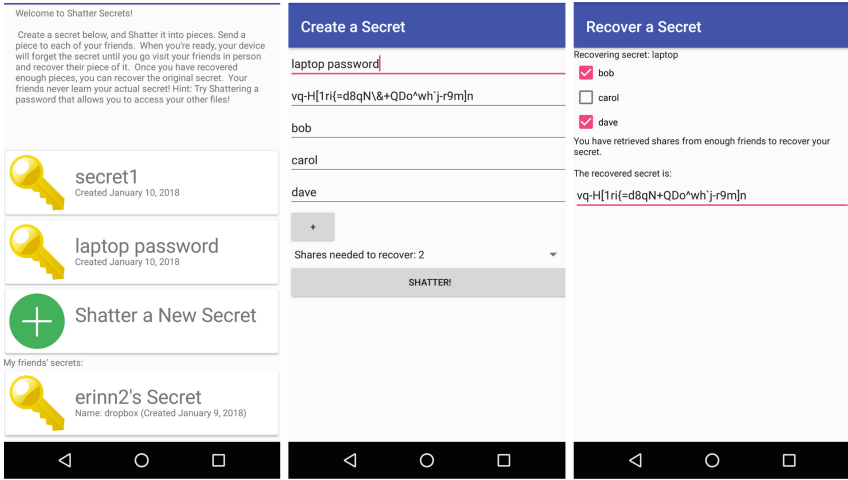 Welcome to Shatter Secrets!
Create a secret below, and Shatter it into pieces. Send a
piece to each of your friends. When you're ready, your device
will forget the secret until you go visit your friends in person
and recover their piece of it. Once you have recovered
enough pieces, you can recover the original secret. Your
friends never learn your actual secret! Hint: Try Shattering a
password that allows you to access your other files!
secret1
Created January 10, 2018
laptop password
Created January 10, 2018
Shatter a New Secret
My friends' secrets:
erinn2's Secret
Name: dropbox (Created January 9, 2018)
Create a Secret
laptop password
vq-H[1ri{=d8qN\&+QDo^wh`j-r9m]n
bob
carol
dave
+
Shares needed to recover: 2
SHATTER!
Recover a Secret
Recovering secret: laptop
bob
carol
dave
You have retrieved shares from enough friends to recover your
secret.
The recovered secret is:
vq-H[1ri{=d8qN+QDo^wh`j-r9m]n